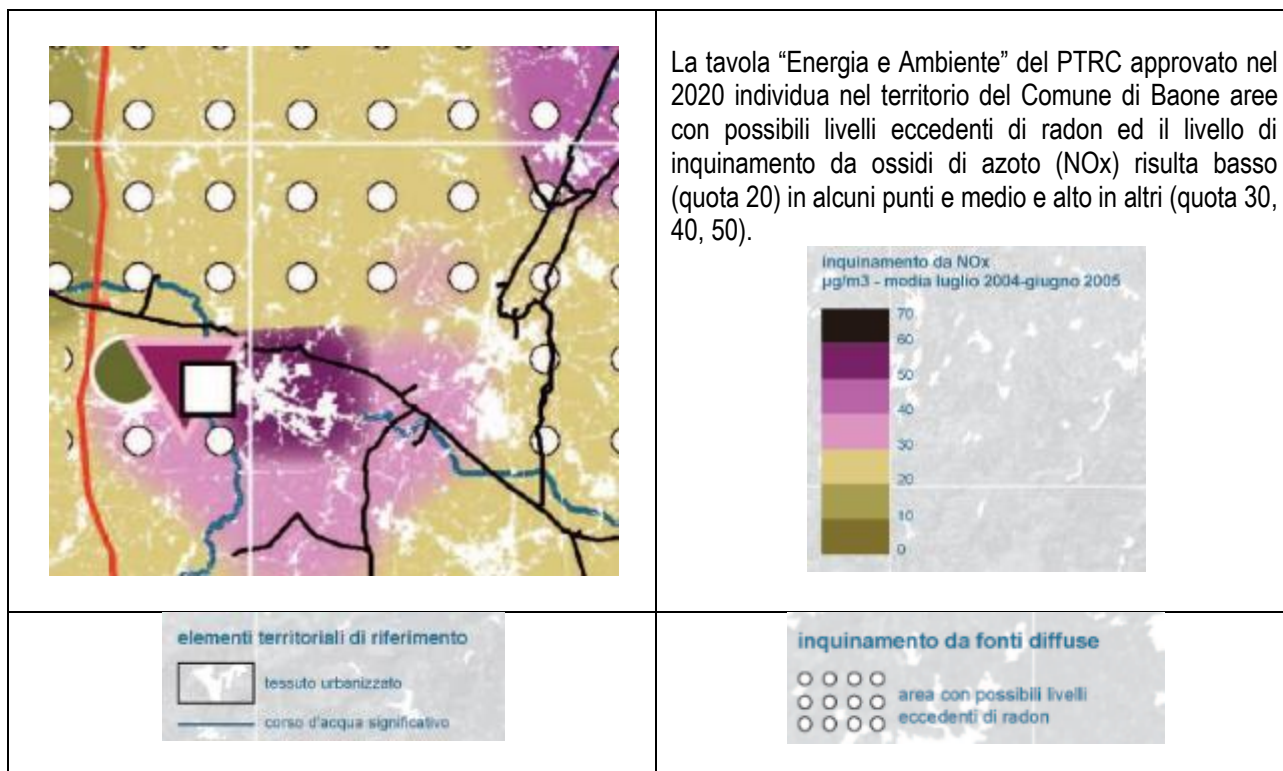 La tavola “Energia e Ambiente” del PTRC approvato nel
2020 individua nel territorio del Comune di Baone aree
con possibili livelli eccedenti di radon ed il livello di
inquinamento da ossidi di azoto (NOx) risulta basso
(quota 20) in alcuni punti e medio e alto in altri (quota 30,
40, 50).
inquinamento da NOx
µg/m3 - media luglio 2004-giugno 2005
70
60
50
40
30
20
10
0
elementi territoriali di riferimento
tessuto urbanizzato
corso d'acqua significativo
inquinamento da fonti diffuse
area con possibili livelli
eccedenti di radon